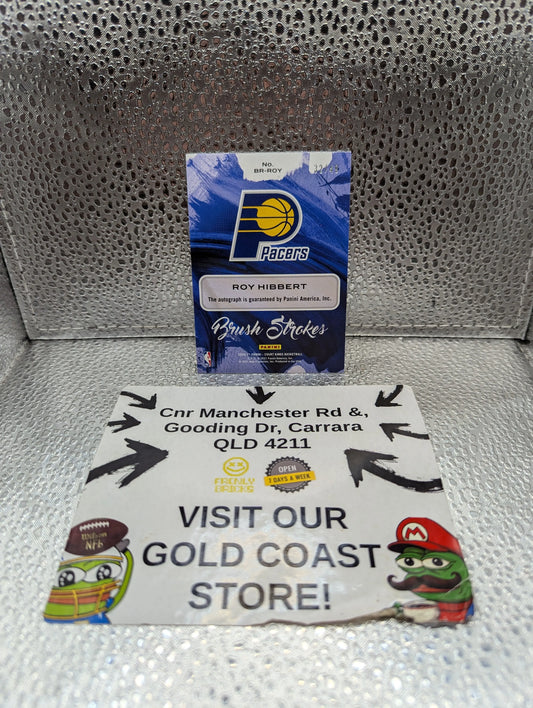 No.
BR-ROY
Pacers
ROY HIBBERT
The autograph is guaranteed by Panini America, Inc.
Brush Strokes
PANINI
Cnr Manchester Rd &,
Gooding Dr, Carrara
QLD 4211
FRENLY
BRICKS
OPEN
7 DAYS A WEEK
VISIT OUR
GOLD COAST
STORE!
Wilson
NFL
M